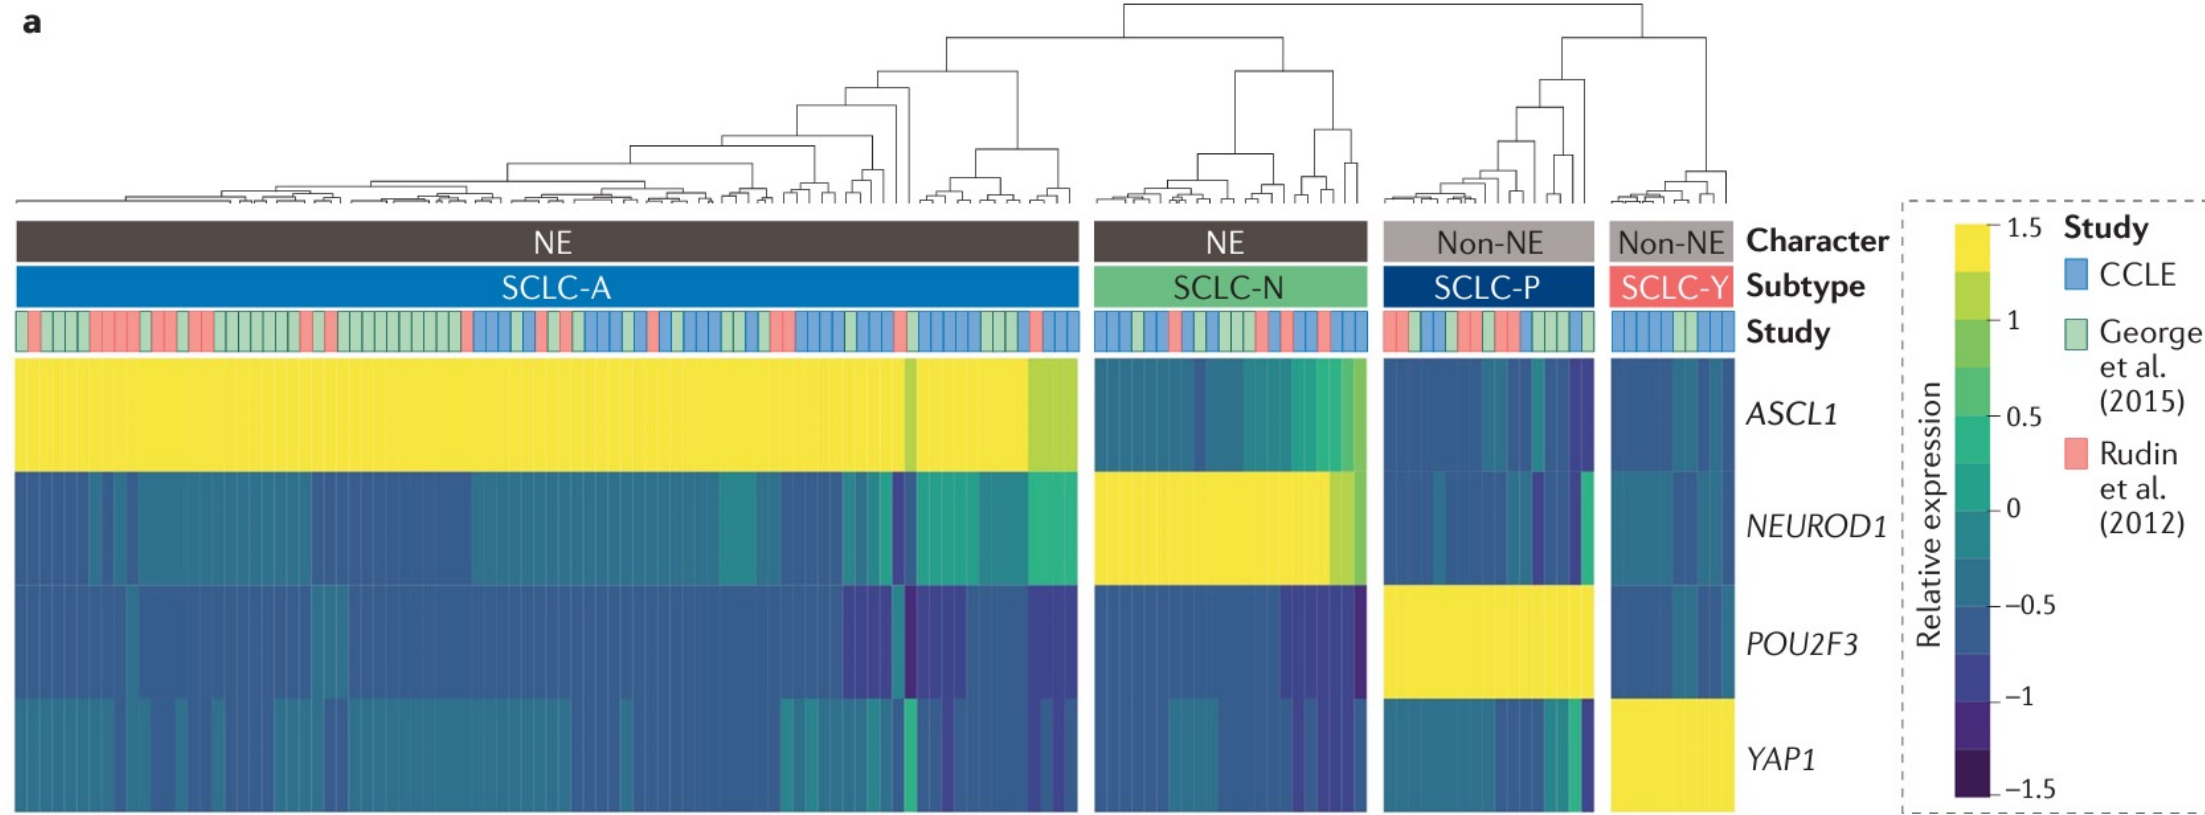 a
NE NE Non-NE Non-NE Character
SCLC-A SCLC-N SCLC-P SCLC-Y Subtype
Study
ASCL1
NEUROD1
POU2F3
YAP1
Relative expression
1.5
1
0.5
0
−0.5
−1
−1.5
Study
CCLE
George
et al.
(2015)
Rudin
et al.
(2012)